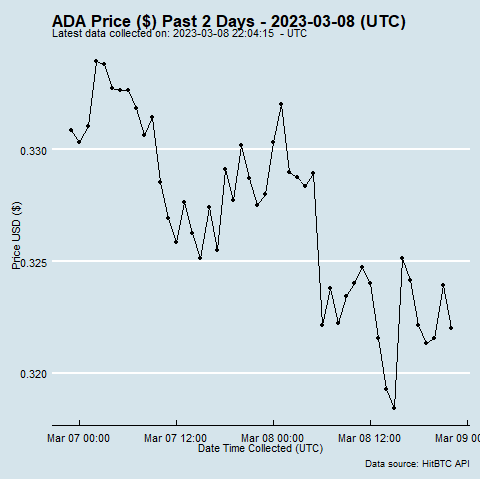 ADA Price ($) Past 2 Days - 2023-03-08 (UTC)
Latest data collected on: 2023-03-08 22:04:15 - UTC
0.330
0.325
0.320
Price USD ($)
Mar 07 00:00 Mar 07 12:00 Mar 08 00:00 Mar 08 12:00 Mar 09 00
Date Time Collected (UTC)
Data source: HitBTC API